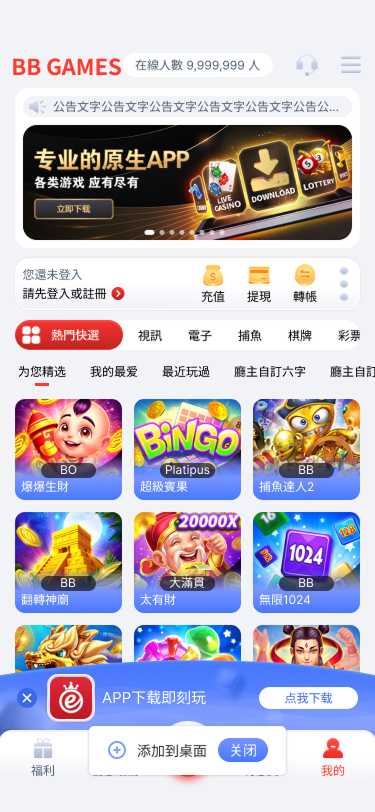 BB GAMES
在線人數 9,999,999 人
公告文字公告文字公告文字公告文字公告文字公告公...
专业的原生APP
各类游戏 应有尽有
立即下载
LIVE CASINO
DOWNLOAD
LOTTERY
您還未登入
請先登入或註冊
充值
提現
轉帳
熱門快選
視訊
電子
捕魚
棋牌
彩票
为您精选
我的最爱
最近玩過
廳主自訂六字
廳主自訂
BO
爆爆生財
BINGO
Platipus
超級賓果
BB
捕魚達人2
BB
翻轉神廟
20000X
大滿貫
太有財
16
128
1024
BB
無限1024
APP下载即刻玩
点我下载
添加到桌面
关闭
福利
我的